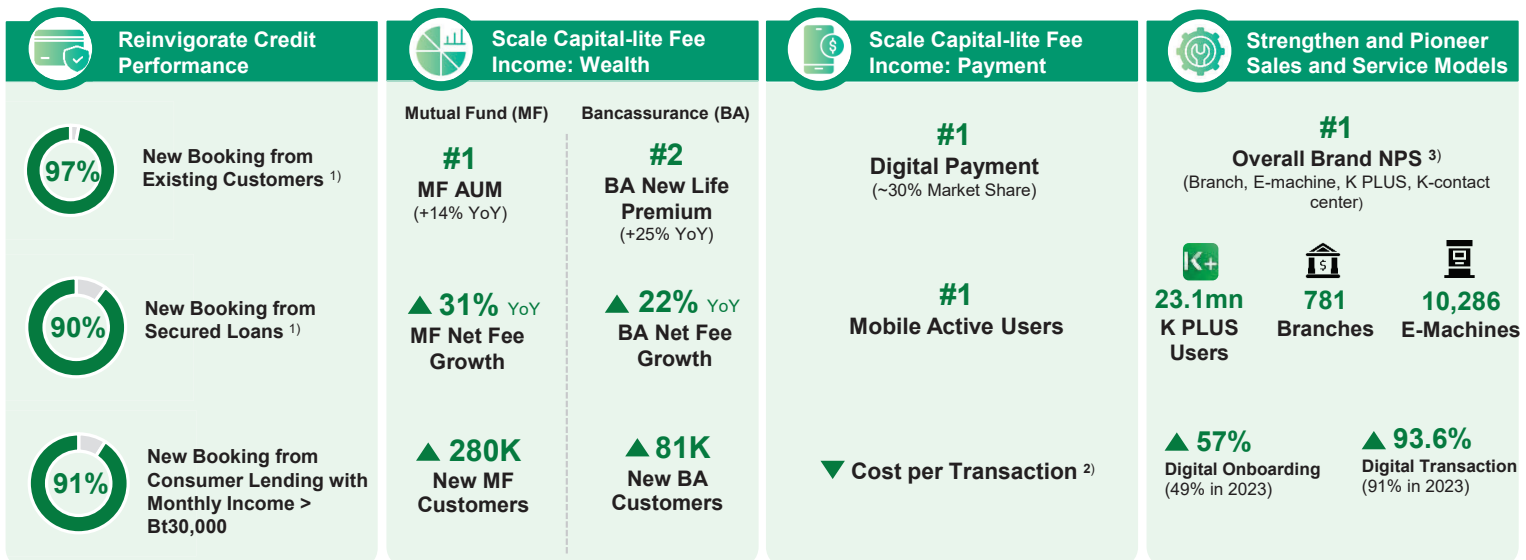 Reinvigorate Credit
Performance
97%
New Booking from
Existing Customers 1)
90%
New Booking from
Secured Loans 1)
91%
New Booking from
Consumer Lending with
Monthly Income >
Bt30,000
Scale Capital-lite Fee
Income: Wealth
Mutual Fund (MF)
#1
MF AUM
(+14% YoY)
▲ 31% YoY
MF Net Fee
Growth
▲ 280K
New MF
Customers
Bancassurance (BA)
#2
BA New Life
Premium
(+25% YoY)
▲ 22% YoY
BA Net Fee
Growth
▲ 81K
New BA
Customers
Scale Capital-lite Fee
Income: Payment
$
#1
Digital Payment
(~30% Market Share)
#1
Mobile Active Users
▼ Cost per Transaction 2)
Strengthen and Pioneer
Sales and Service Models
#1
Overall Brand NPS 3)
(Branch, E-machine, K PLUS, K-contact
center)
K+
23.1mn
K PLUS
Users
$
781
Branches
10,286
E-Machines
▲ 57%
Digital Onboarding
(49% in 2023)
▲ 93.6%
Digital Transaction
(91% in 2023)